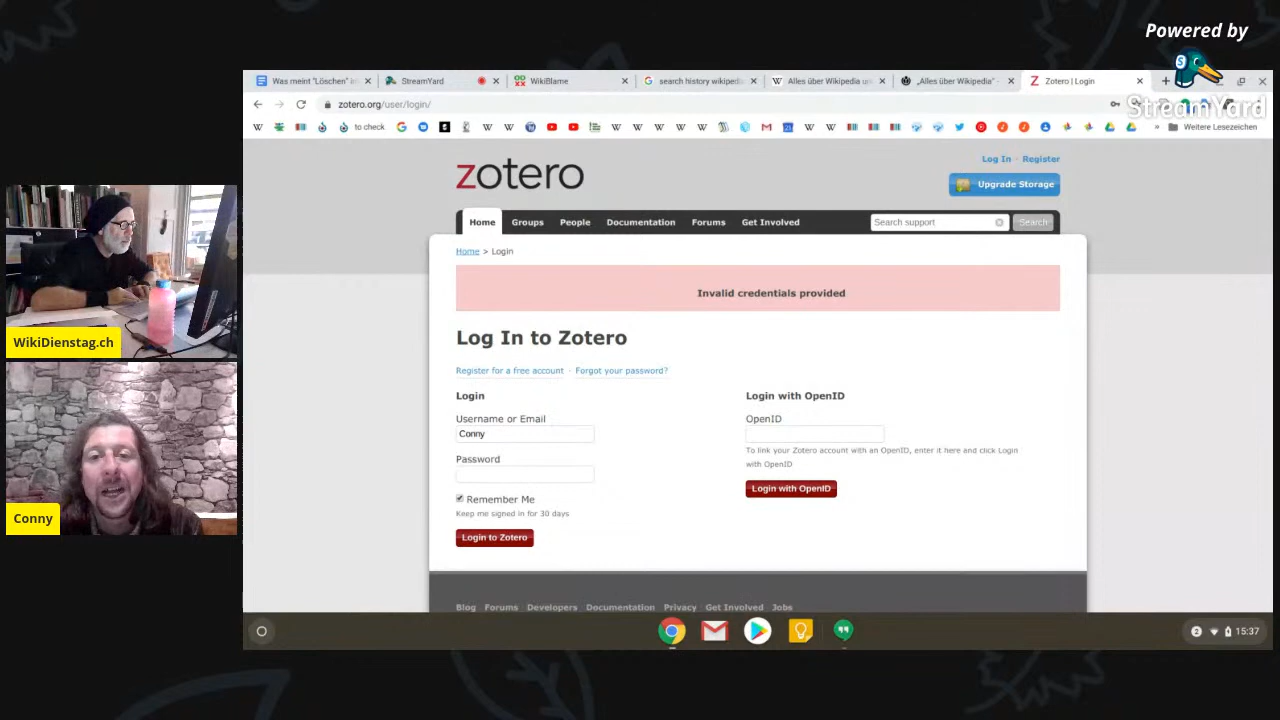 Powered by
StreamYard
Was meint "Löschen" in
StreamYard
WikiBlame
search history wikiped
Alles über Wikipedia u
„Alles über Wikipedia" -
Zotero | Login
zotero.org/user/login/
to check
Weitere Lesezeichen
zotero
Log In · Register
Upgrade Storage
Home
Groups
People
Documentation
Forums
Get Involved
Search support
Search
Home > Login
Invalid credentials provided
Log In to Zotero
Register for a free account · Forgot your password?
Login
Username or Email
Conny
Password
Remember Me
Keep me signed in for 30 days
Login to Zotero
Login with OpenID
OpenID
To link your Zotero account with an OpenID, enter it here and click Login
with OpenID
Login with OpenID
Blog Forums Developers Documentation Privacy Get Involved Jobs
2
15:37
WikiDienstag.ch
Conny